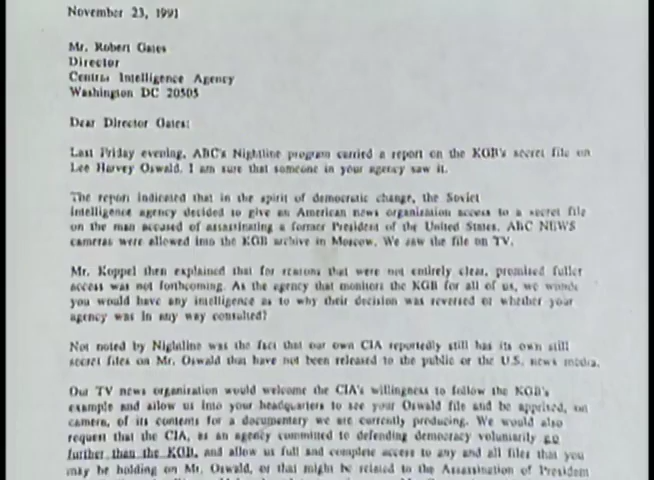 November 23, 1991
Mr. Robert Gates
Director
Central Intelligence Agency
Washington DC 20505
Dear Director Gates:
Last Friday evening, ABC's Nightline program carried a report on the KGB's secret file on
Lee Harvey Oswald. I am sure that someone in your agency saw it.
The report indicated that in the spirit of democratic change, the Soviet
intelligence agency decided to give an American news organization access to a secret file
on the man accused of assassinating a former President of the United States. ABC NEWS
cameras were allowed into the KGB archive in Moscow. We saw the file on TV.
Mr. Koppel then explained that for reasons that were not entirely clear, promised fuller
access was not forthcoming. As the agency that monitors the KGB for all of us, we wonder
you would have any intelligence as to why their decision was reversed or whether your
agency was in any way consulted?
Not noted by Nightline was the fact that our own CIA reportedly still has its own still
secret files on Mr. Oswald that have not been released to the public or the U.S. news media.
Our TV news organization would welcome the CIA's willingness to follow the KGB's
example and allow us into your headquarters to see your Oswald file and be apprised, on
camera, of its contents for a documentary we are currently producing. We would also
request that the CIA, as an agency committed to defending democracy voluntarily go
further than the KGB, and allow us full and complete access to any and all files that you
may be holding on Mr. Oswald, or that might be related to the Assassination of President